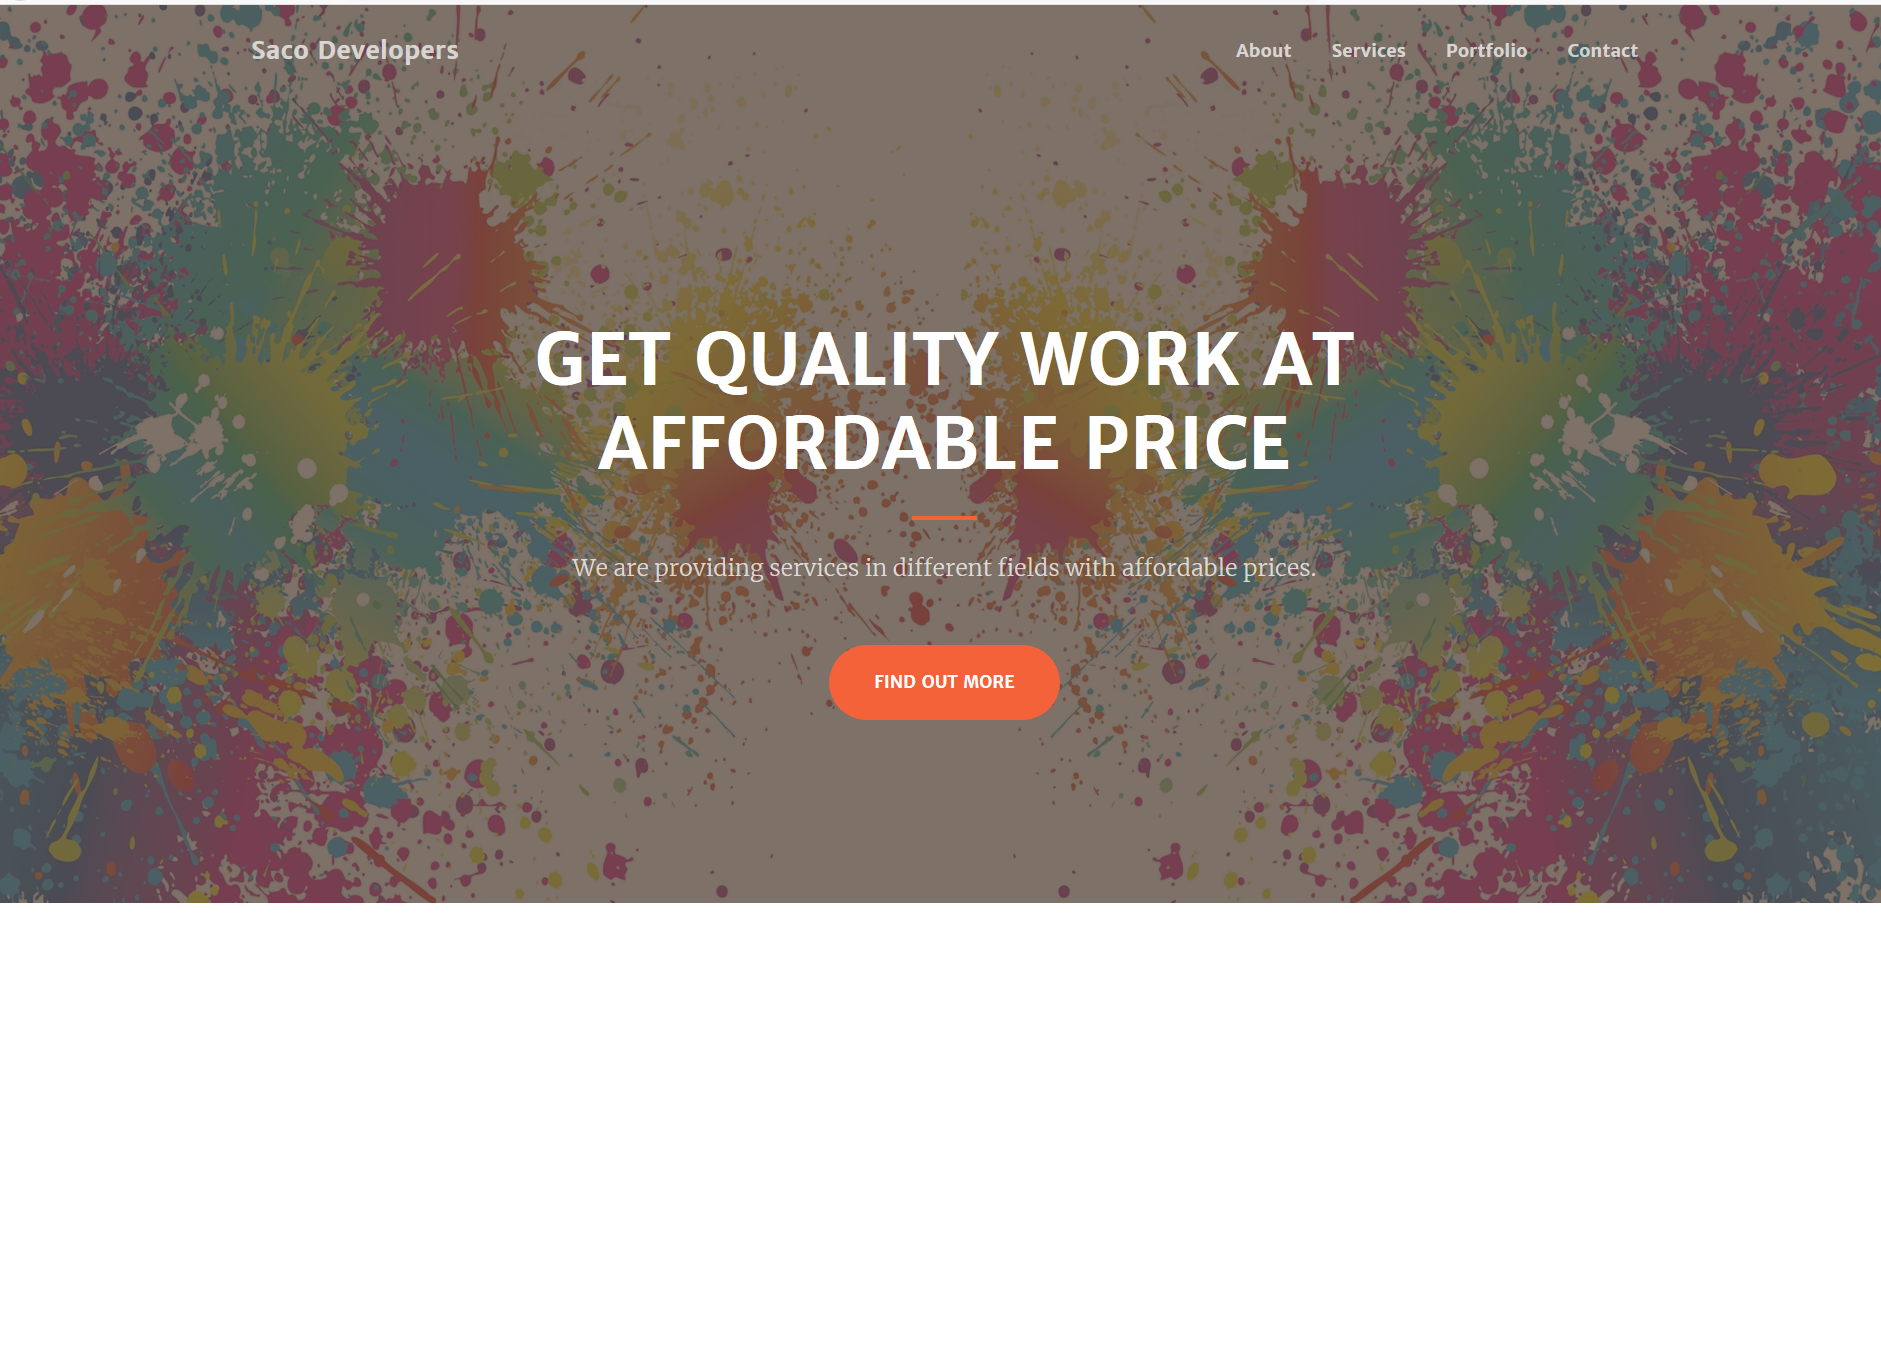 Saco Developers
About Services Portfolio Contact
GET QUALITY WORK AT
AFFORDABLE PRICE
We are providing services in different fields with affordable prices.
FIND OUT MORE